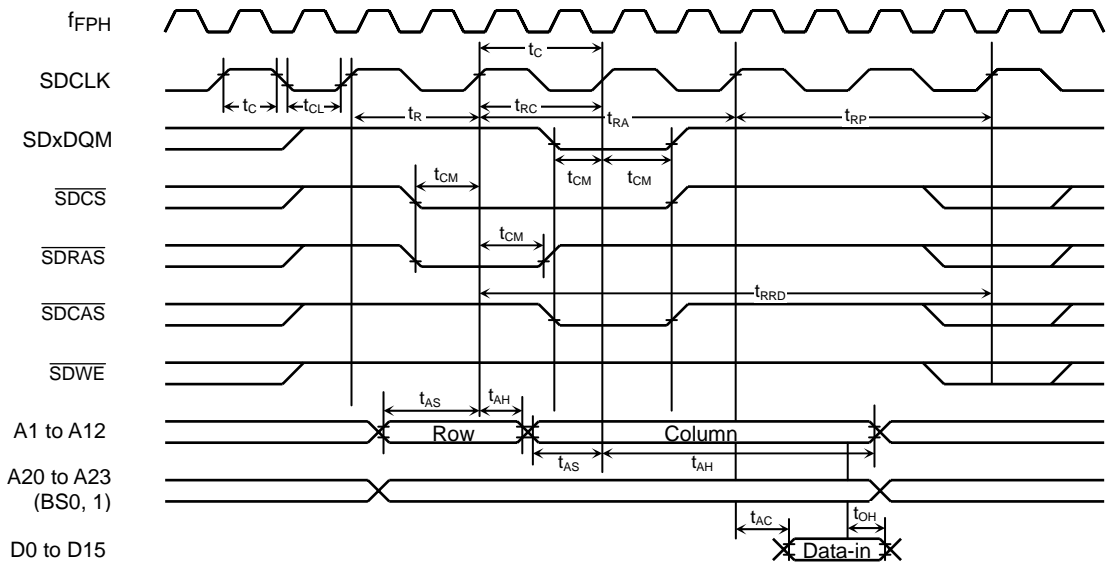 fFPH
tC
SDCLK
tC tCL tR tRC tRA tRP
SDxDQM
tCM tCM tCM
SDCS
tCM
SDRAS
tRRD
SDCAS
SDWE
tAS tAH
A1 to A12 Row Column
tAS tAH
A20 to A23
(BS0, 1)
tAC tOH
D0 to D15 Data-in